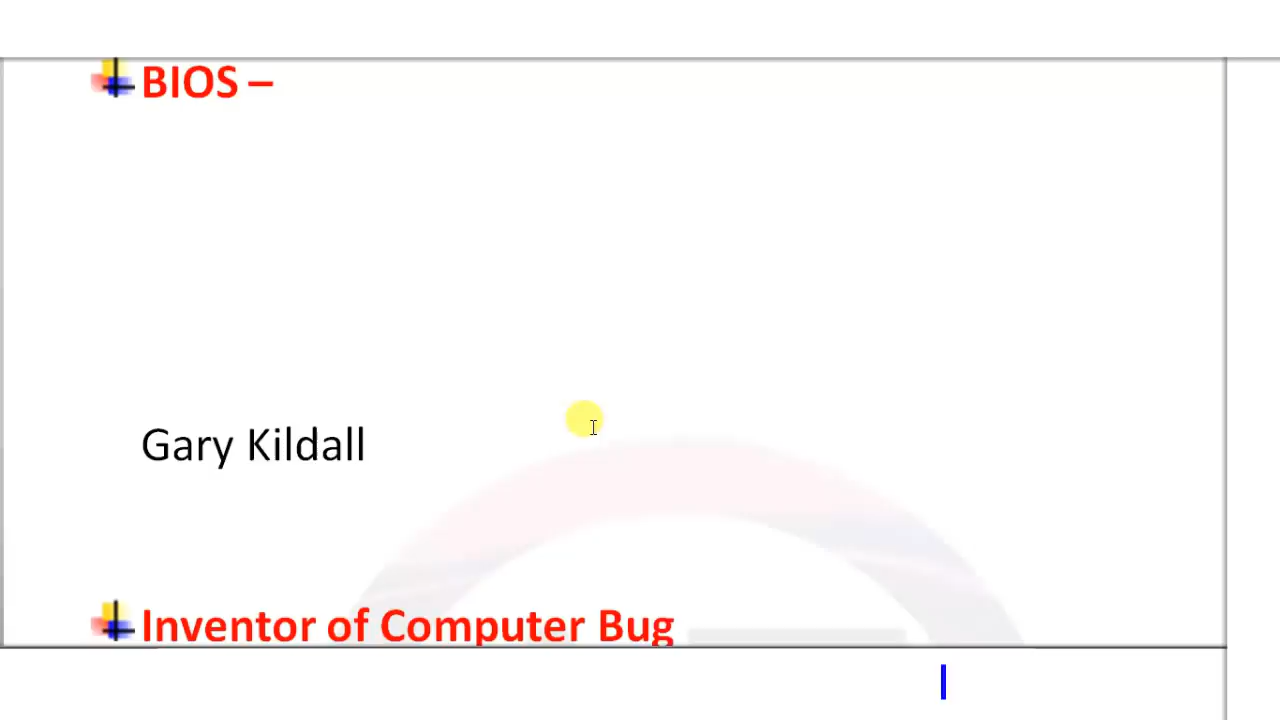 BIOS –
Gary Kildall
Inventor of Computer Bug